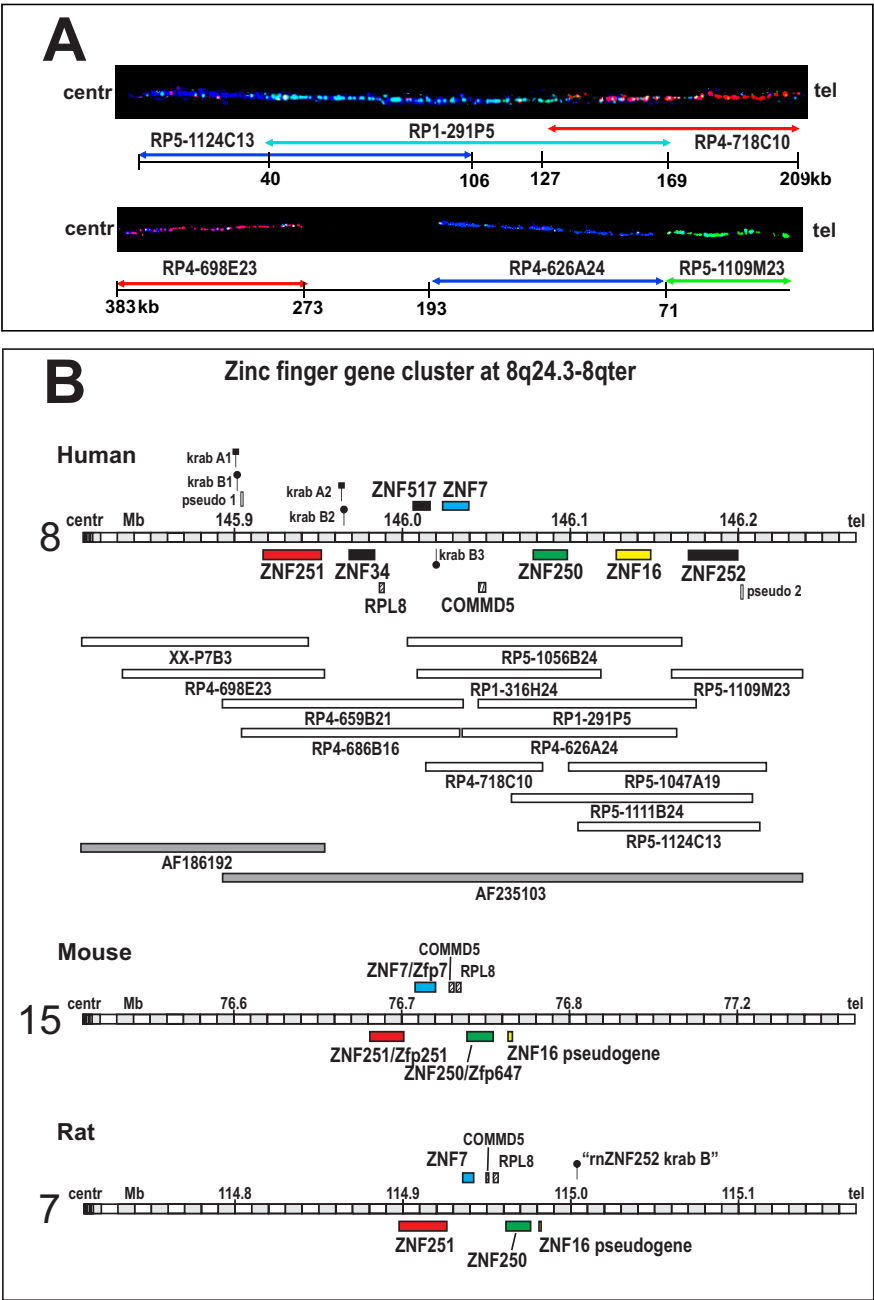 A
centr
tel
RP5-1124C13
RP1-291P5
RP4-718C10
40
106
127
169
209kb
centr
tel
RP4-698E23
RP4-626A24
RP5-1109M23
383kb
273
193
71
B
Zinc finger gene cluster at 8q24.3-8qter
Human
krab A1
krab B1
pseudo 1
krab A2
krab B2
ZNF517
ZNF7
8
centr
Mb
145.9
146.0
146.1
146.2
tel
ZNF251
ZNF34
krab B3
ZNF250
ZNF16
ZNF252
RPL8
COMMD5
pseudo 2
XX-P7B3
RP5-1056B24
RP4-698E23
RP1-316H24
RP5-1109M23
RP4-659B21
RP1-291P5
RP4-686B16
RP4-626A24
RP4-718C10
RP5-1047A19
RP5-1111B24
RP5-1124C13
AF186192
AF235103
Mouse
COMMD5
ZNF7/Zfp7
RPL8
15
centr
Mb
76.6
76.7
76.8
77.2
tel
ZNF251/Zfp251
ZNF16 pseudogene
ZNF250/Zfp647
Rat
COMMD5
ZNF7
RPL8
“rnZNF252 krab B”
7
centr
Mb
114.8
114.9
115.0
115.1
tel
ZNF251
ZNF16 pseudogene
ZNF250